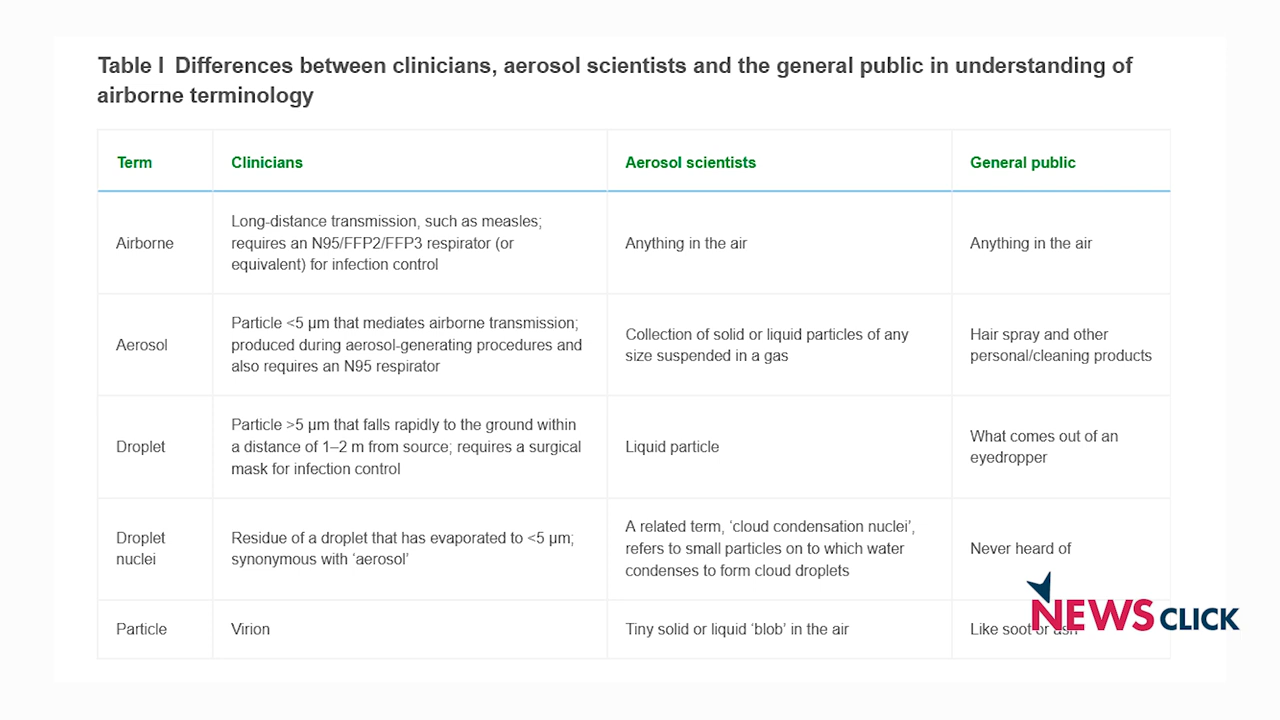 Table I Differences between clinicians, aerosol scientists and the general public in understanding of
airborne terminology
Term
Clinicians
Aerosol scientists
General public
Airborne
Long-distance transmission, such as measles;
requires an N95/FFP2/FFP3 respirator (or
equivalent) for infection control
Anything in the air
Anything in the air
Aerosol
Particle <5 μm that mediates airborne transmission;
produced during aerosol-generating procedures and
also requires an N95 respirator
Collection of solid or liquid particles of any
size suspended in a gas
Hair spray and other
personal/cleaning products
Droplet
Particle >5 μm that falls rapidly to the ground within
a distance of 1–2 m from source; requires a surgical
mask for infection control
Liquid particle
What comes out of an
eyedropper
Droplet
nuclei
Residue of a droplet that has evaporated to <5 μm;
synonymous with ‘aerosol’
A related term, ‘cloud condensation nuclei’,
refers to small particles on to which water
condenses to form cloud droplets
Never heard of
Particle
Virion
Tiny solid or liquid ‘blob’ in the air
Like soot or ash
NEWSCLICK